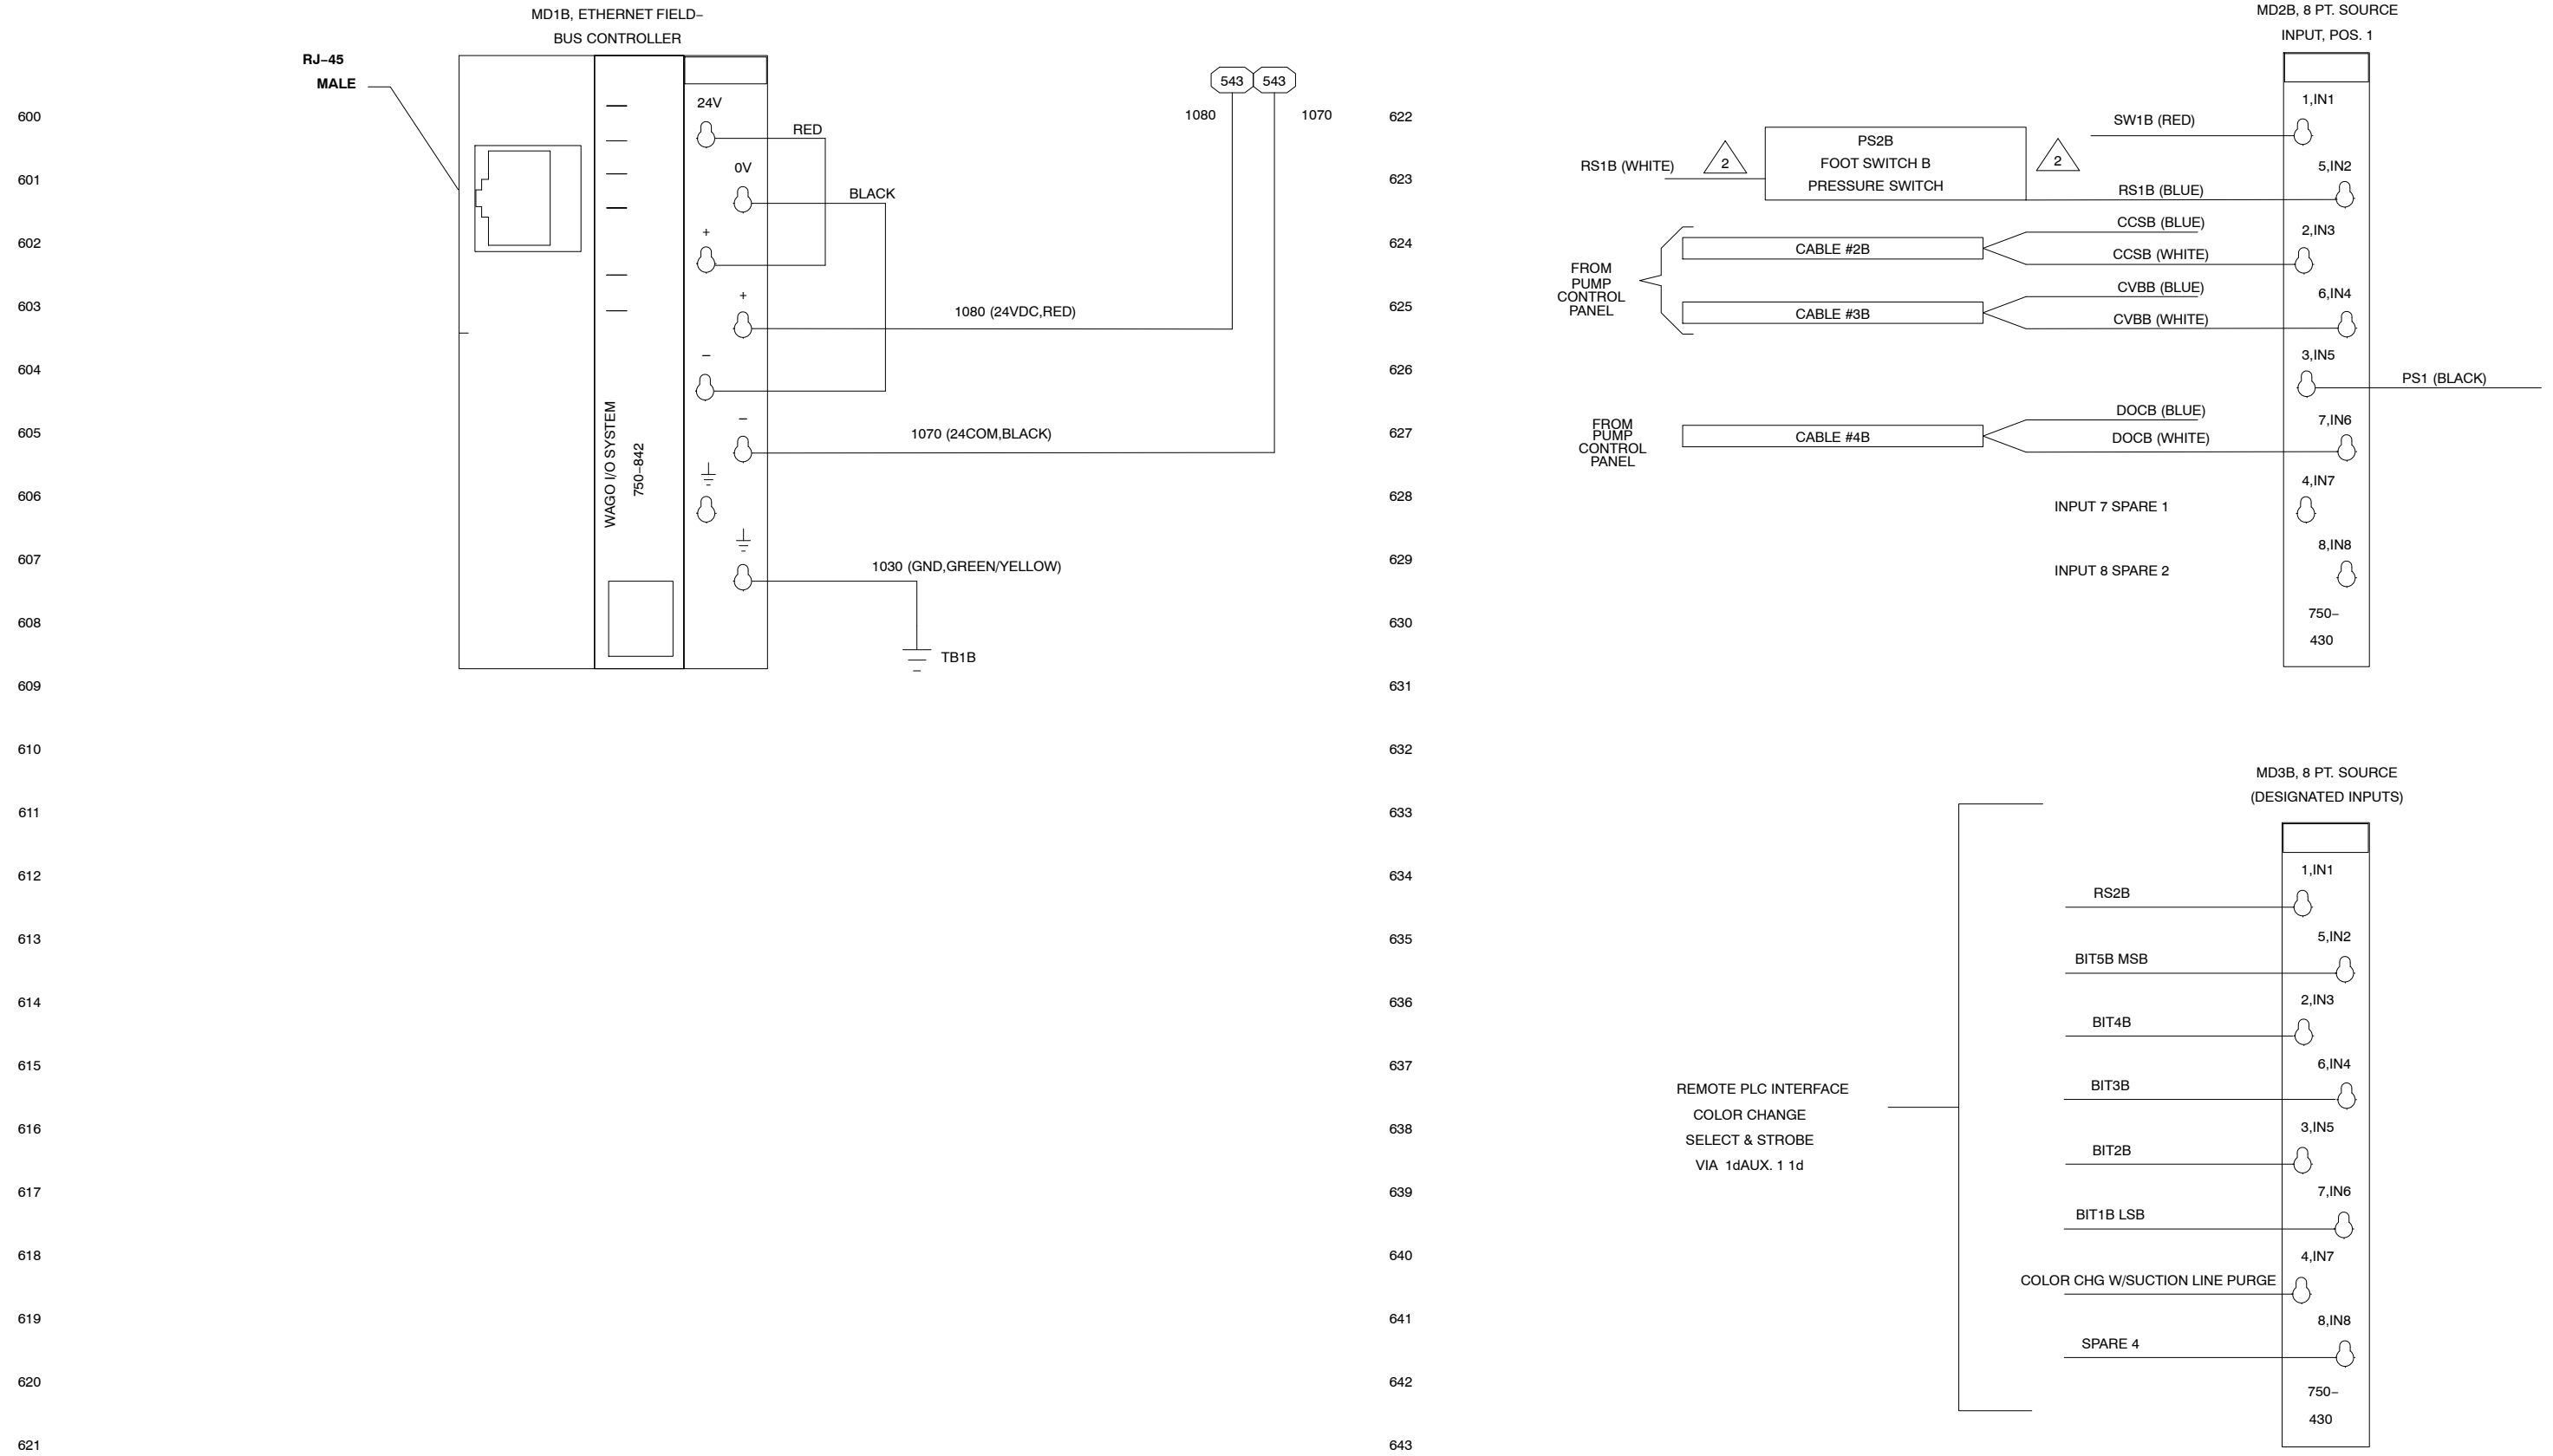 MD1B, ETHERNET FIELD–
BUS CONTROLLER
RJ–45
MALE
24V
RED
0V
BLACK
+
+
1080 (24VDC,RED)
–
–
1070 (24COM,BLACK)
1030 (GND,GREEN/YELLOW)
TB1B
WAGO I/O SYSTEM
750–842
543
543
1080
1070
600
601
602
603
604
605
606
607
608
609
610
611
612
613
614
615
616
617
618
619
620
621
622
623
624
625
626
627
628
629
630
631
632
633
634
635
636
637
638
639
640
641
642
643
MD2B, 8 PT. SOURCE
INPUT, POS. 1
1,IN1
SW1B (RED)
RS1B (WHITE)
2
PS2B
FOOT SWITCH B
PRESSURE SWITCH
2
5,IN2
RS1B (BLUE)
CCSB (BLUE)
2,IN3
CABLE #2B
CCSB (WHITE)
FROM
PUMP
CONTROL
PANEL
CVBB (BLUE)
6,IN4
CABLE #3B
CVBB (WHITE)
3,IN5
PS1 (BLACK)
DOCB (BLUE)
7,IN6
FROM
PUMP
CONTROL
PANEL
CABLE #4B
DOCB (WHITE)
4,IN7
INPUT 7 SPARE 1
8,IN8
INPUT 8 SPARE 2
750–
430
MD3B, 8 PT. SOURCE
(DESIGNATED INPUTS)
1,IN1
RS2B
5,IN2
BIT5B MSB
2,IN3
BIT4B
6,IN4
BIT3B
3,IN5
BIT2B
7,IN6
BIT1B LSB
4,IN7
COLOR CHG W/SUCTION LINE PURGE
8,IN8
SPARE 4
750–
430
REMOTE PLC INTERFACE
COLOR CHANGE
SELECT & STROBE
VIA 1dAUX. 1 1d